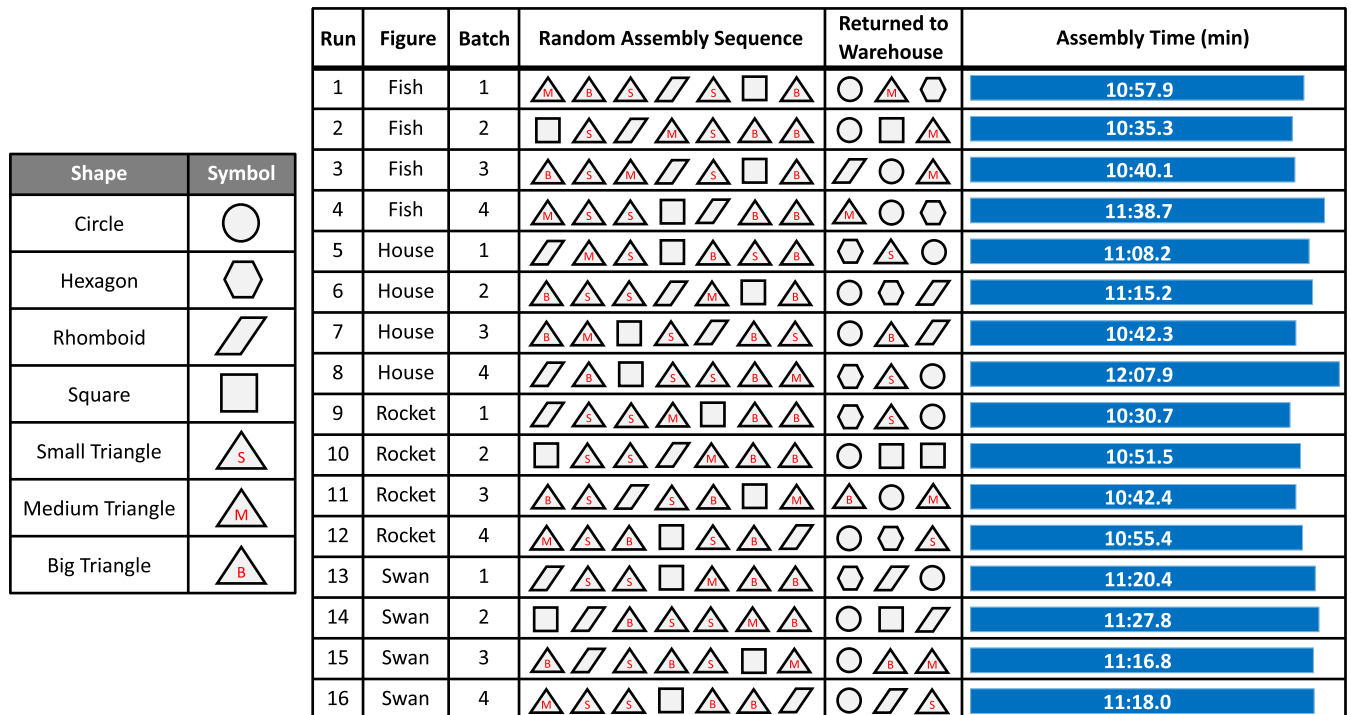 Shape Symbol
Circle
Hexagon
Rhomboid
Square
Small Triangle S
Medium Triangle M
Big Triangle B
Run Figure Batch Random Assembly Sequence Returned to Warehouse Assembly Time (min)
1 Fish 1 M B S S B M 10:57.9
2 Fish 2 S M S B B M 10:35.3
3 Fish 3 B S M S B M 10:40.1
4 Fish 4 M S S B B M 11:38.7
5 House 1 M S B S B S 11:08.2
6 House 2 B S S M B 11:15.2
7 House 3 B M S B S B 10:42.3
8 House 4 B S S B M S 12:07.9
9 Rocket 1 S S M B B S 10:30.7
10 Rocket 2 S S M B B 10:51.5
11 Rocket 3 B S S B M B M 10:42.4
12 Rocket 4 M S B S B S 10:55.4
13 Swan 1 S S M B B 11:20.4
14 Swan 2 B S S M B 11:27.8
15 Swan 3 B S B S M B M 11:16.8
16 Swan 4 M S S B B S 11:18.0